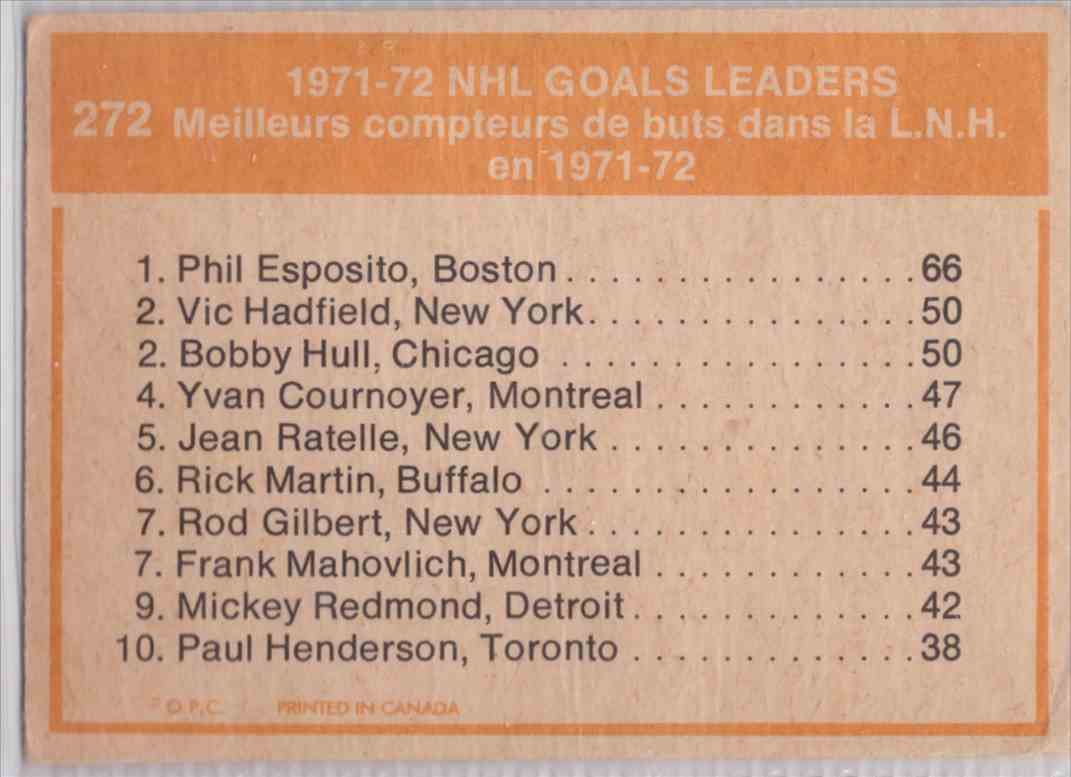 1971-72 NHL GOALS LEADERS
272 Meilleurs compteurs de buts dans la L.N.H.
en 1971-72
1. Phil Esposito, Boston . . . . . . . . . . . . . . . . 66
2. Vic Hadfield, New York. . . . . . . . . . . . . . . 50
2. Bobby Hull, Chicago . . . . . . . . . . . . . . . . 50
4. Yvan Cournoyer, Montreal . . . . . . . . . . . . 47
5. Jean Ratelle, New York . . . . . . . . . . . . . . 46
6. Rick Martin, Buffalo . . . . . . . . . . . . . . . . . 44
7. Rod Gilbert, New York . . . . . . . . . . . . . . . 43
7. Frank Mahovlich, Montreal . . . . . . . . . . . . 43
9. Mickey Redmond, Detroit . . . . . . . . . . . . . 42
10. Paul Henderson, Toronto . . . . . . . . . . . . . 38
O.P.C. PRINTED IN CANADA